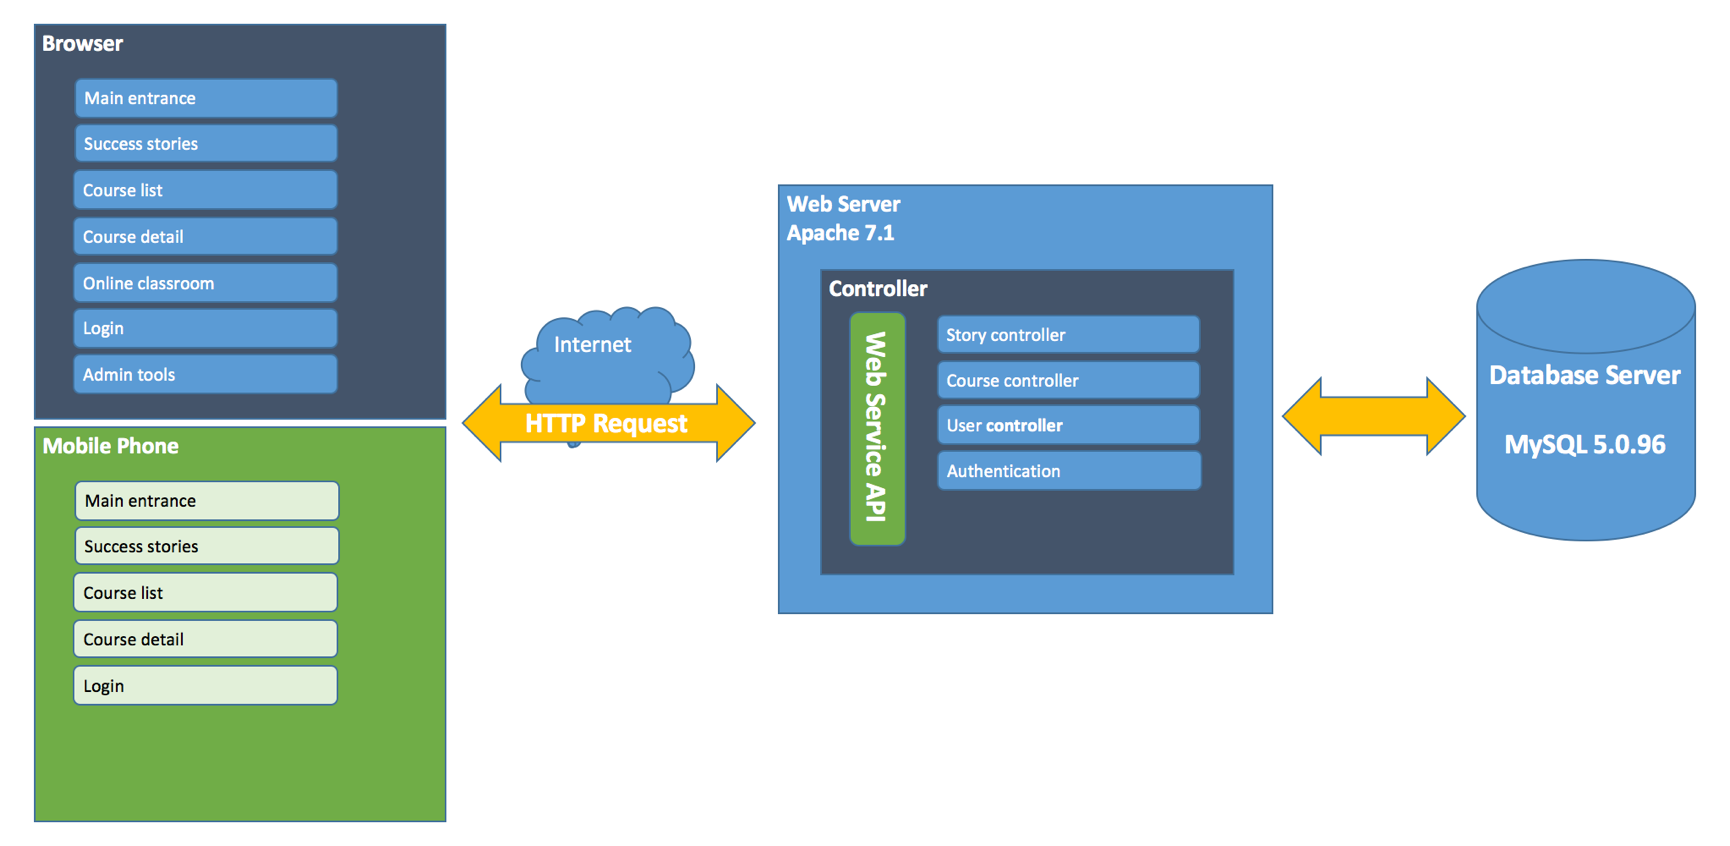 Browser
Main entrance
Success stories
Course list
Course detail
Online classroom
Login
Admin tools
Mobile Phone
Main entrance
Success stories
Course list
Course detail
Login
Internet
HTTP Request
Web Server
Apache 7.1
Controller
Web Service API
Story controller
Course controller
User controller
Authentication
Database Server
MySQL 5.0.96